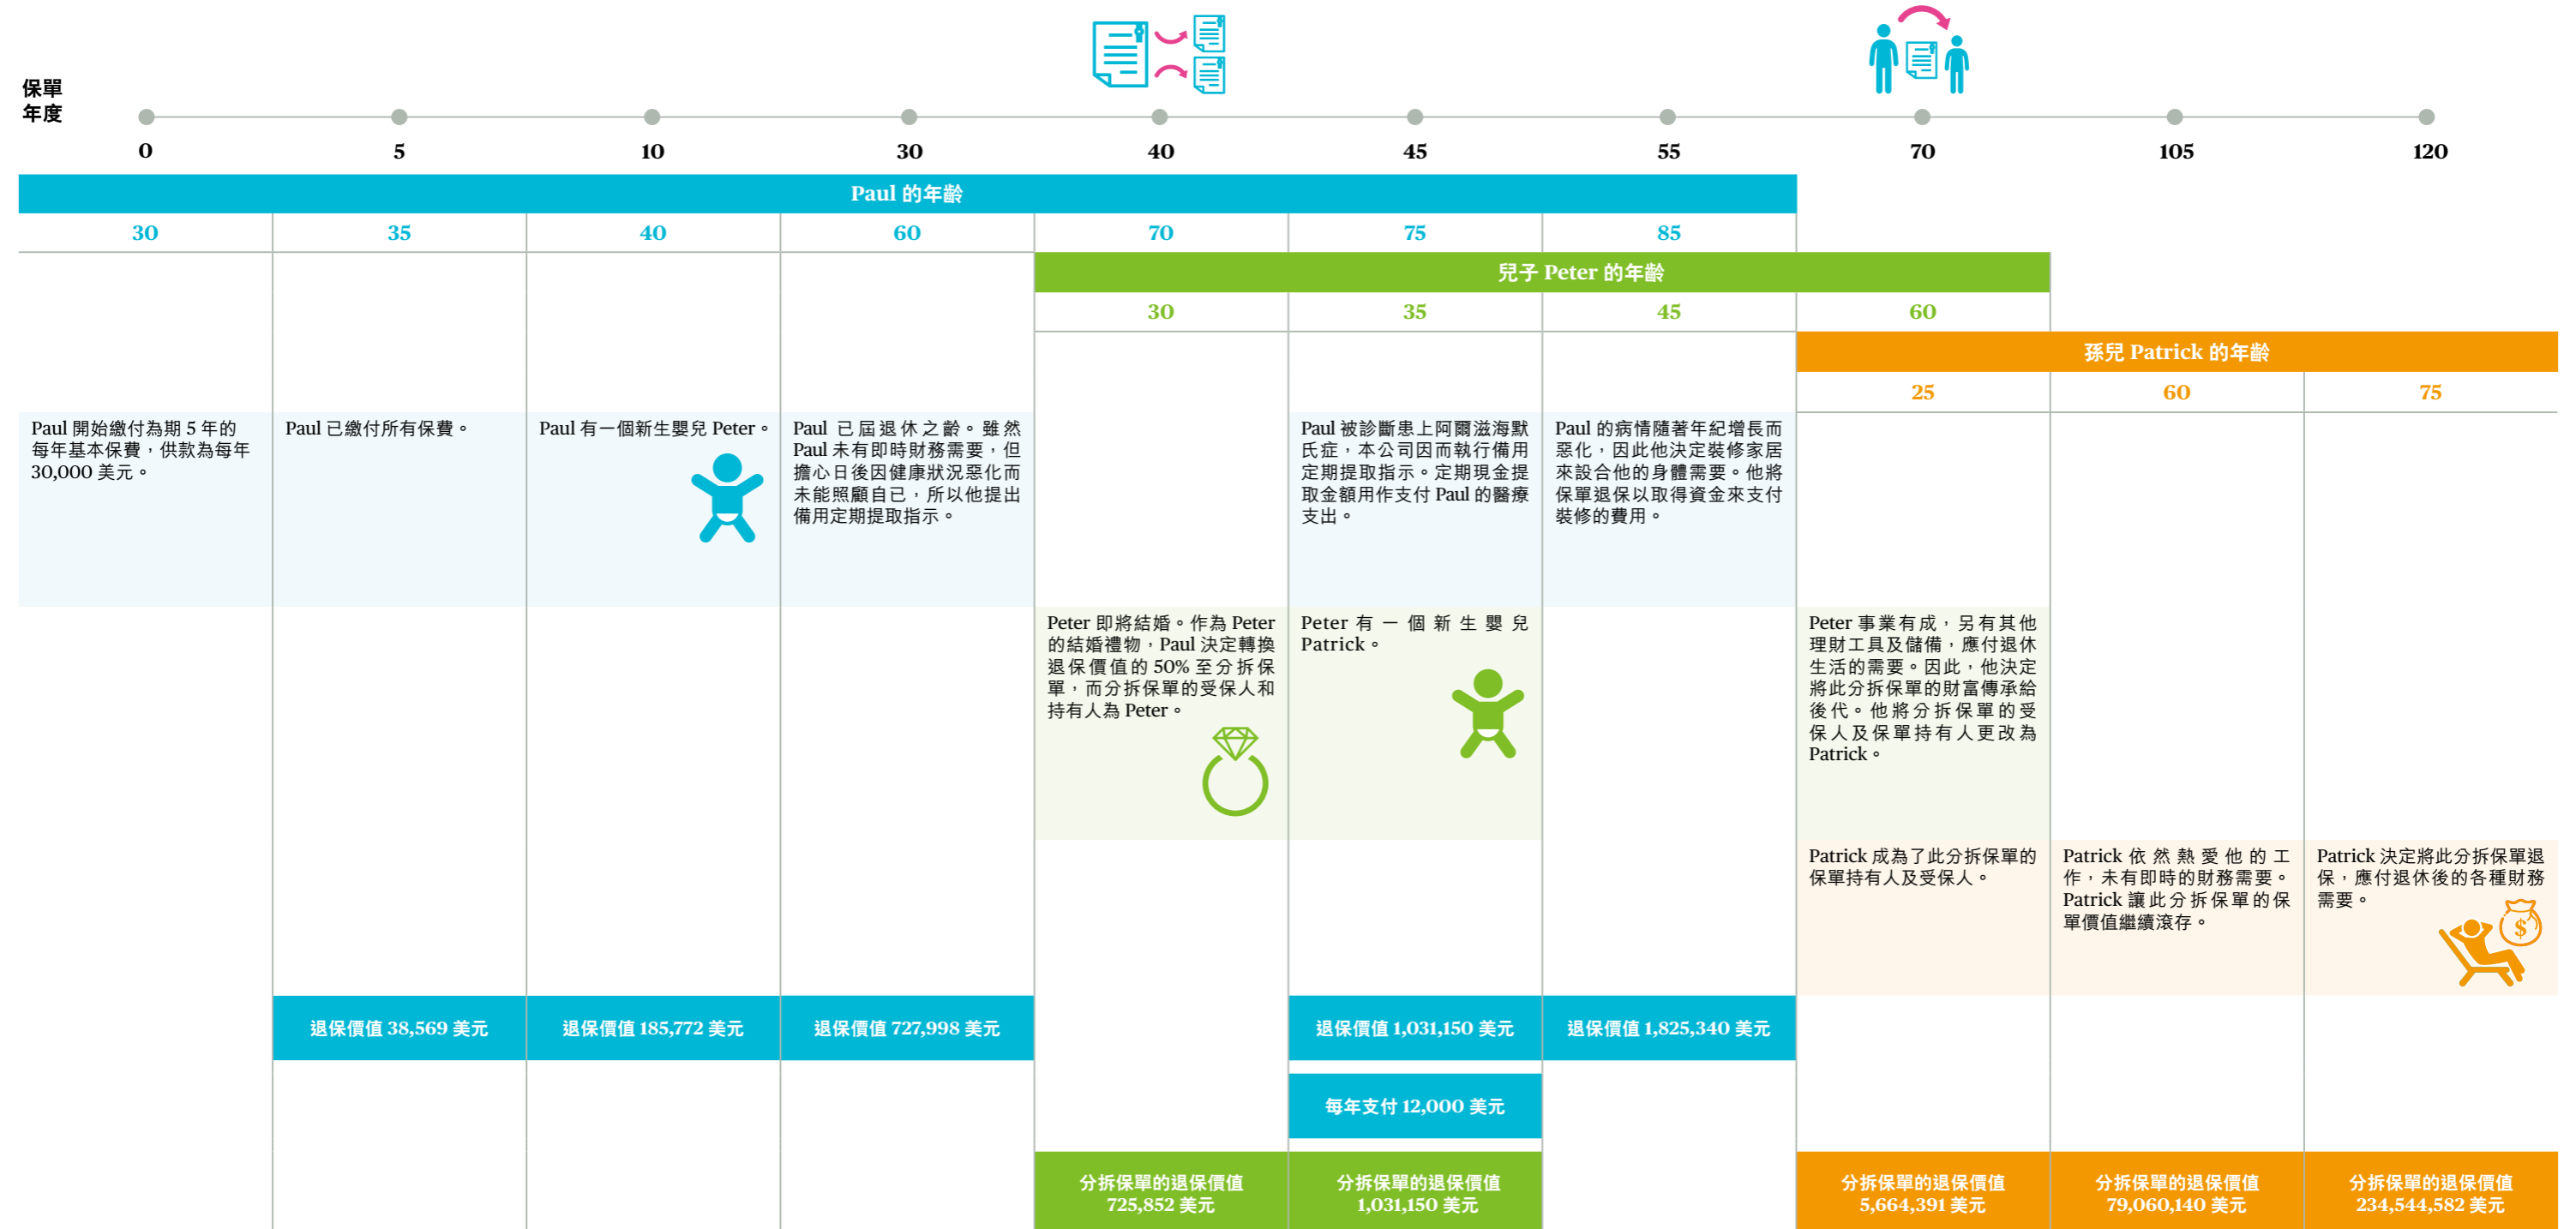 保單
年度
0
5
10
30
40
45
55
70
105
120
Paul 的年齡
30
35
40
60
70
75
85
兒子 Peter 的年齡
30
35
45
60
孫兒 Patrick 的年齡
25
60
75
Paul 開始繳付為期 5 年的
每年基本保費，供款為每年
30,000 美元。
Paul 已繳付所有保費。
Paul 有一個新生嬰兒 Peter。
Paul 已屆退休之齡。雖然
Paul 未有即時財務需要，但
擔心日後因健康狀況惡化而
未能照顧自已，所以他提出
備用定期提取指示。
Paul 被診斷患上阿爾滋海默
氏症，本公司因而執行備用
定期提取指示。定期現金提
取金額用作支付 Paul 的醫療
支出。
Paul 的病情隨著年紀增長而
惡化，因此他決定裝修家居
來設合他的身體需要。他將
保單退保以取得資金來支付
裝修的費用。
Peter 即將結婚。作為 Peter
的結婚禮物，Paul 決定轉換
退保價值的 50% 至分拆保
單，而分拆保單的受保人和
持有人為 Peter。
Peter 有一個新生嬰兒
Patrick。
Peter 事業有成，另有其他
理財工具及儲備，應付退休
生活的需要。因此，他決定
將此分拆保單的財富傳承給
後代。他將分拆保單的受
保人及保單持有人更改為
Patrick。
Patrick 成為了此分拆保單的
保單持有人及受保人。
Patrick 依然熱愛他的工
作，未有即時的財務需要。
Patrick 讓此分拆保單的保
單價值繼續滾存。
Patrick 決定將此分拆保單退
保，應付退休後的各種財務
需要。
$
退保價值 38,569 美元
退保價值 185,772 美元
退保價值 727,998 美元
退保價值 1,031,150 美元
退保價值 1,825,340 美元
每年支付 12,000 美元
分拆保單的退保價值
725,852 美元
分拆保單的退保價值
1,031,150 美元
分拆保單的退保價值
5,664,391 美元
分拆保單的退保價值
79,060,140 美元
分拆保單的退保價值
234,544,582 美元